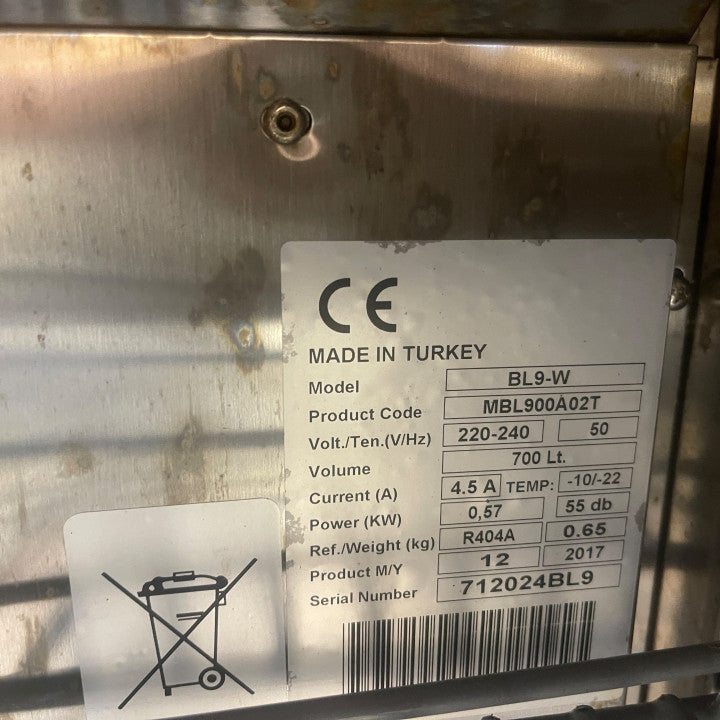 CE
MADE IN TURKEY
Model BL9-W
Product Code MBL900A02T
Volt./Ten.(V/Hz) 220-240 50
Volume 700 Lt.
Current (A) 4.5 A TEMP: -10/-22
Power (KW) 0,57 55 db
Ref./Weight (kg) R404A 0.65
Product M/Y 12 2017
Serial Number 712024BL9